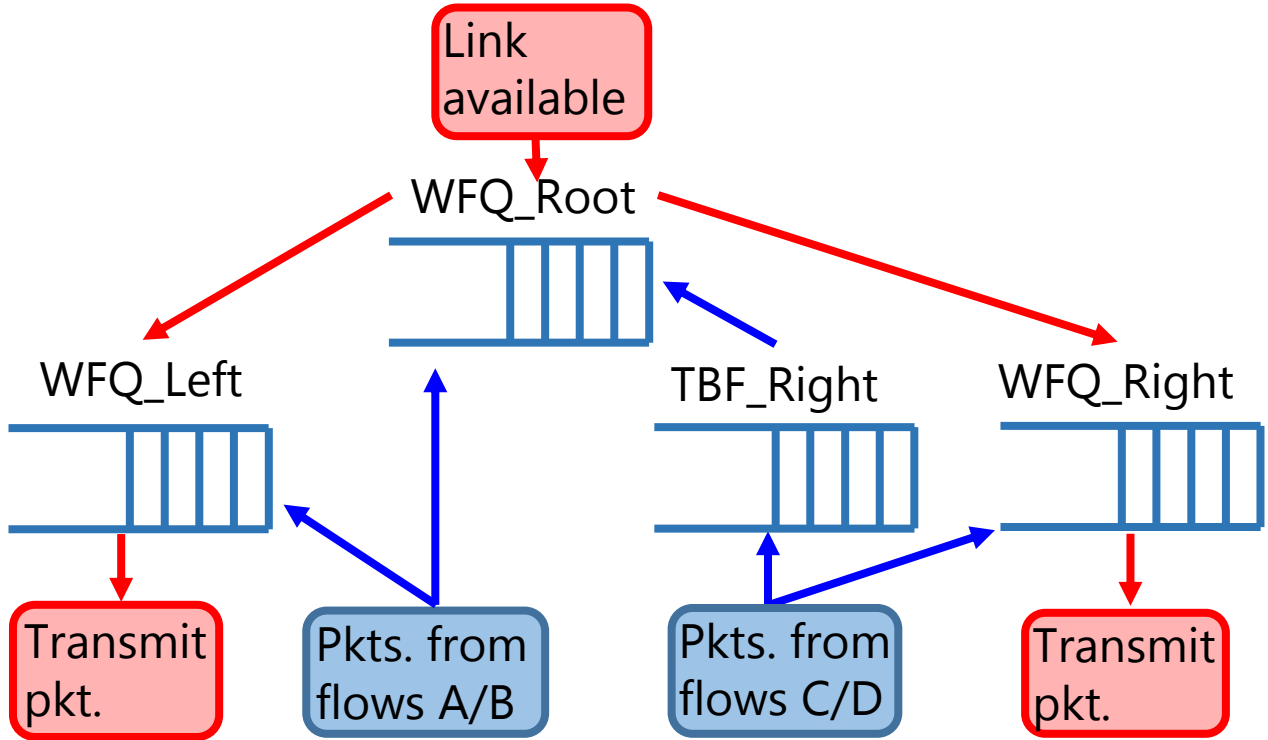 Link
available
WFQ_Root
WFQ_Left
TBF_Right
WFQ_Right
Transmit
pkt.
Pkts. from
flows A/B
Pkts. from
flows C/D
Transmit
pkt.